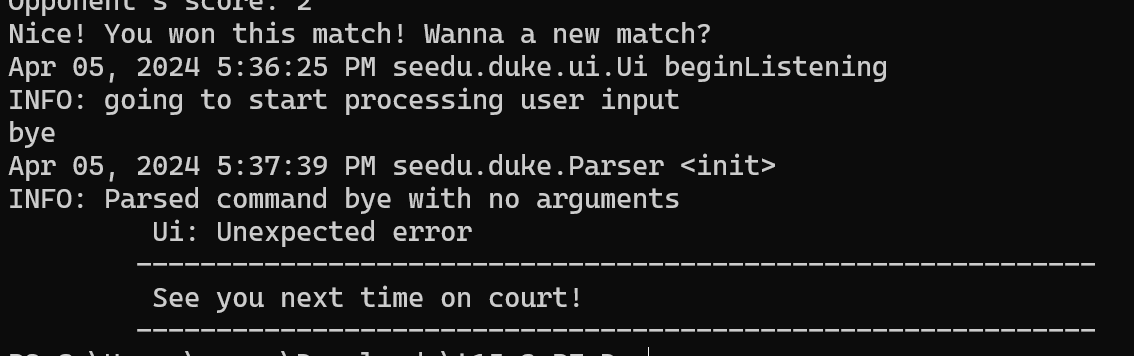 Opponent's score: 2
Nice! You won this match! Wanna a new match?
Apr 05, 2024 5:36:25 PM seedu.duke.ui.Ui beginListening
INFO: going to start processing user input
bye
Apr 05, 2024 5:37:39 PM seedu.duke.Parser <init>
INFO: Parsed command bye with no arguments
Ui: Unexpected error
------------------------------------------------------------
See you next time on court!
------------------------------------------------------------